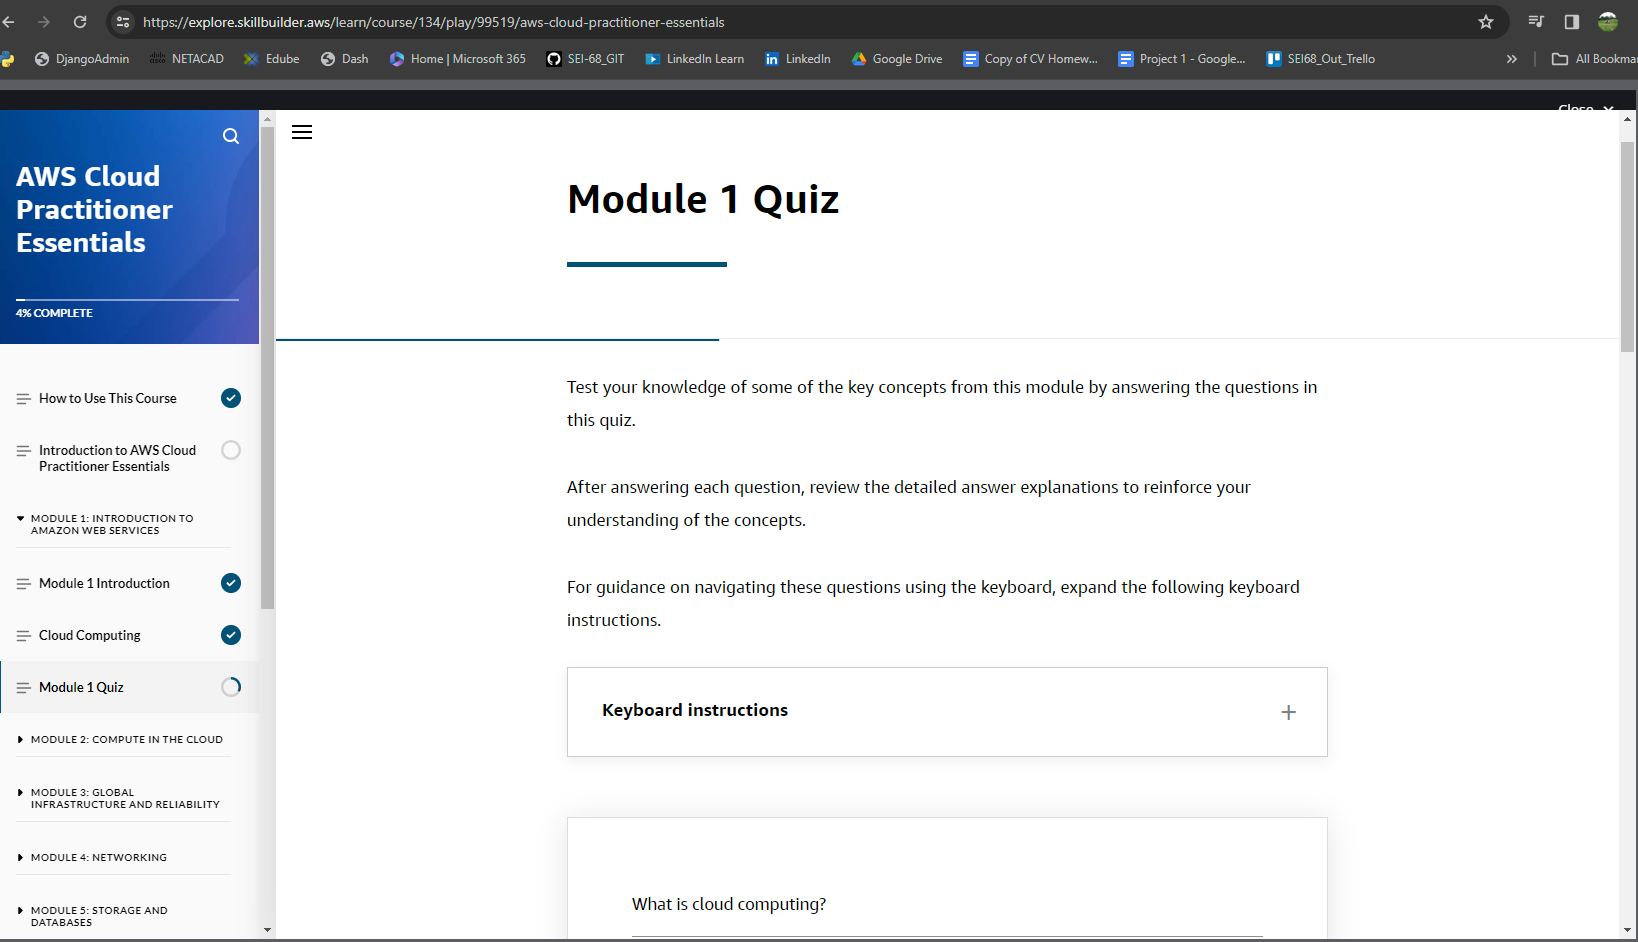 https://explore.skillbuilder.aws/learn/course/134/play/99519/aws-cloud-practitioner-essentials
DjangoAdmin NETACAD Edube Dash Home | Microsoft 365 SEI-68_GIT LinkedIn Learn LinkedIn Google Drive Copy of CV Homew... Project 1 - Google... SEI68_Out_Trello » All Bookma
Close
AWS Cloud
Practitioner
Essentials
4% COMPLETE
How to Use This Course
Introduction to AWS Cloud
Practitioner Essentials
MODULE 1: INTRODUCTION TO
AMAZON WEB SERVICES
Module 1 Introduction
Cloud Computing
Module 1 Quiz
MODULE 2: COMPUTE IN THE CLOUD
MODULE 3: GLOBAL
INFRASTRUCTURE AND RELIABILITY
MODULE 4: NETWORKING
MODULE 5: STORAGE AND
DATABASES
Module 1 Quiz
Test your knowledge of some of the key concepts from this module by answering the questions in
this quiz.
After answering each question, review the detailed answer explanations to reinforce your
understanding of the concepts.
For guidance on navigating these questions using the keyboard, expand the following keyboard
instructions.
Keyboard instructions
What is cloud computing?